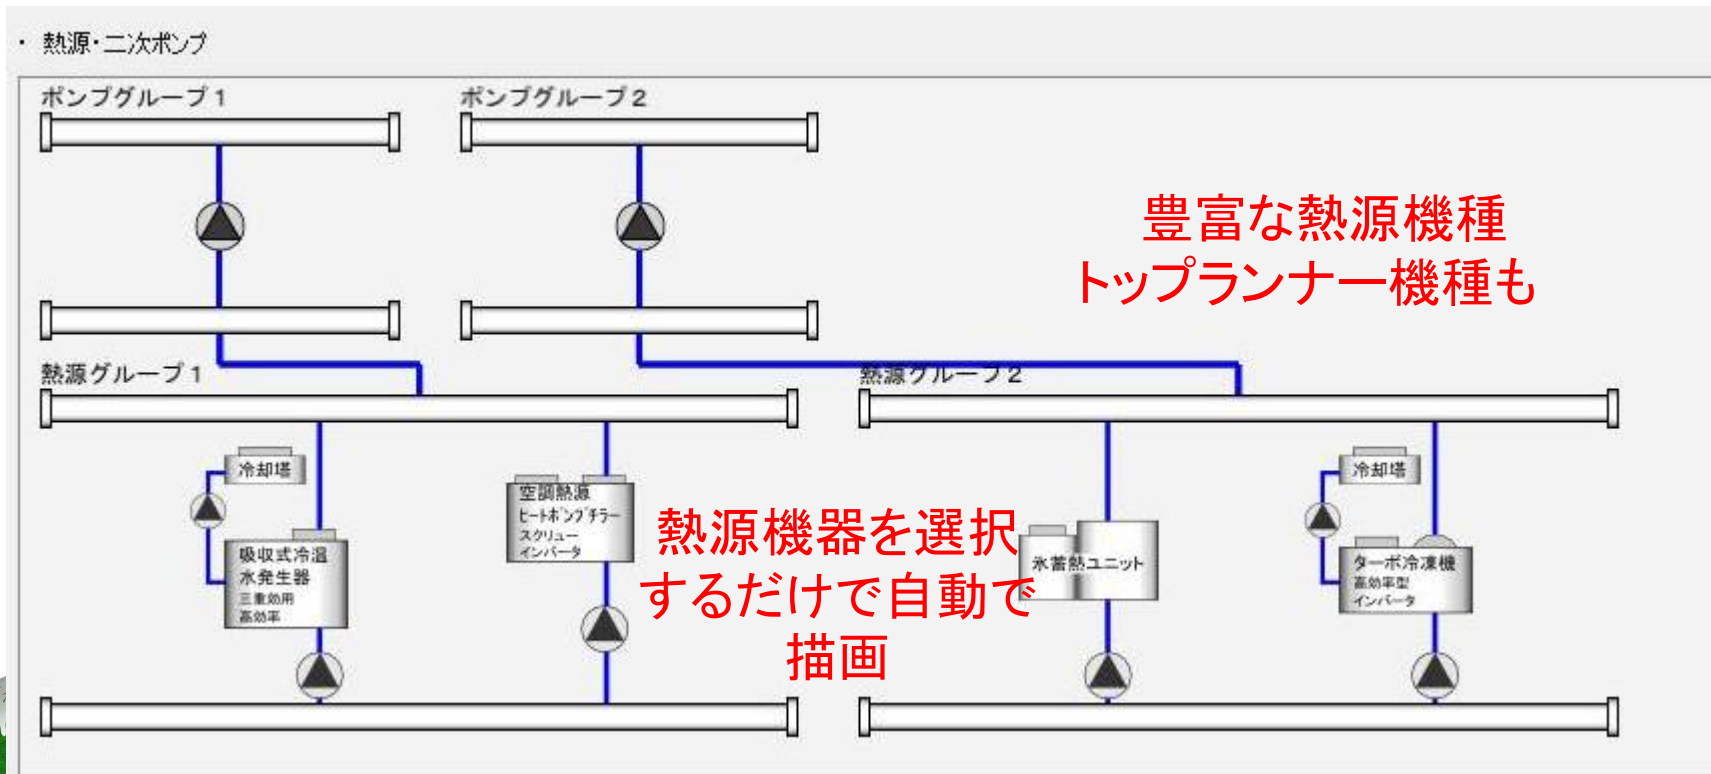 ・ 熱源・二次ポンプ
ポンプグループ1
ポンプグループ2
豊富な熱源機種
トップランナー機種も
熱源グループ1
熱源グループ2
冷却塔
吸収式冷温
水発生器
三重効用
高効率
空調熱源
ヒートポンプチラー
スクリュー
インバータ
熱源機器を選択
するだけで自動で
描画
氷蓄熱ユニット
冷却塔
ターボ冷凍機
高効率型
インバータ